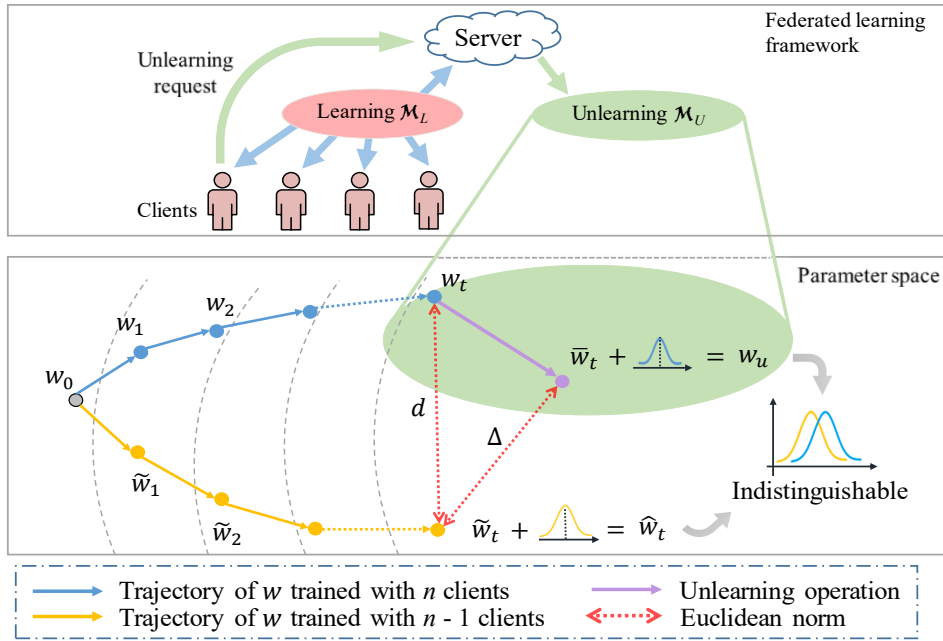 Federated learning
framework
Server
Unlearning
request
Learning 𝓜_L
Unlearning 𝓜_U
Clients
Parameter space
w_t
w_2
w_1
w_0
w̅_t + = w_u
d
Δ
w̃_1
w̃_2
w̃_t + = ŵ_t
Indistinguishable
Trajectory of w trained with n clients
Unlearning operation
Trajectory of w trained with n - 1 clients
Euclidean norm